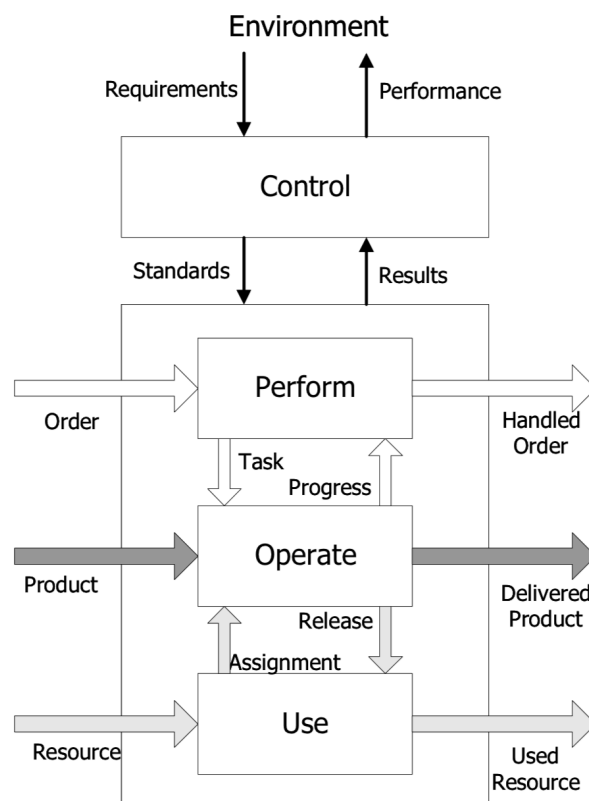 Environment
Requirements
Performance
Control
Standards
Results
Perform
Order
Handled
Order
Task
Progress
Operate
Product
Delivered
Product
Release
Assignment
Use
Resource
Used
Resource